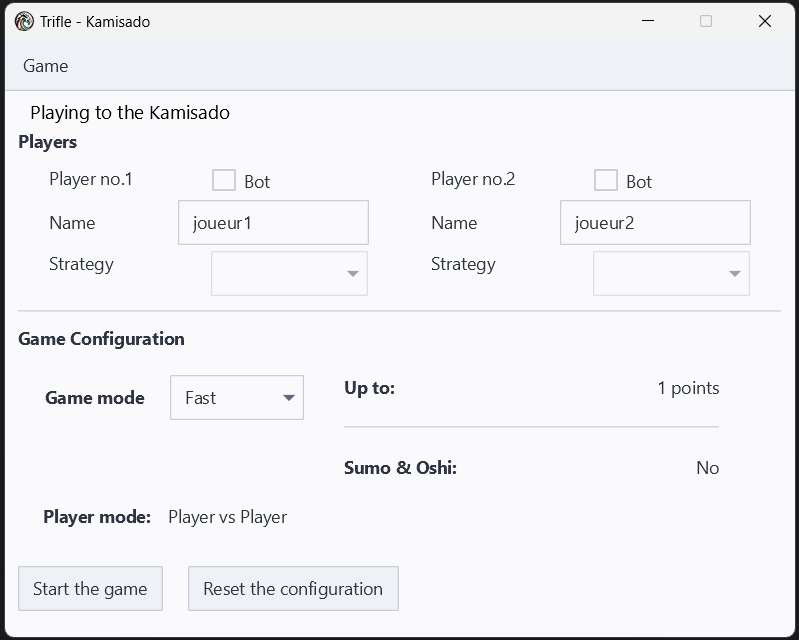 Trifle - Kamisado
Game
Playing to the Kamisado
Players
Player no.1 Bot Player no.2 Bot
Name joueur1 Name joueur2
Strategy Strategy
Game Configuration
Game mode Fast Up to: 1 points
Sumo & Oshi: No
Player mode: Player vs Player
Start the game Reset the configuration